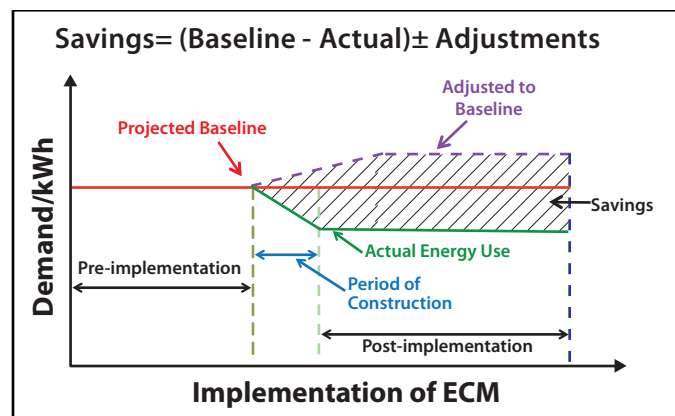 Savings= (Baseline - Actual)± Adjustments
Adjusted to
Baseline
Projected Baseline
Demand/kWh
Savings
Actual Energy Use
Pre-implementation
Period of
Construction
Post-implementation
Implementation of ECM